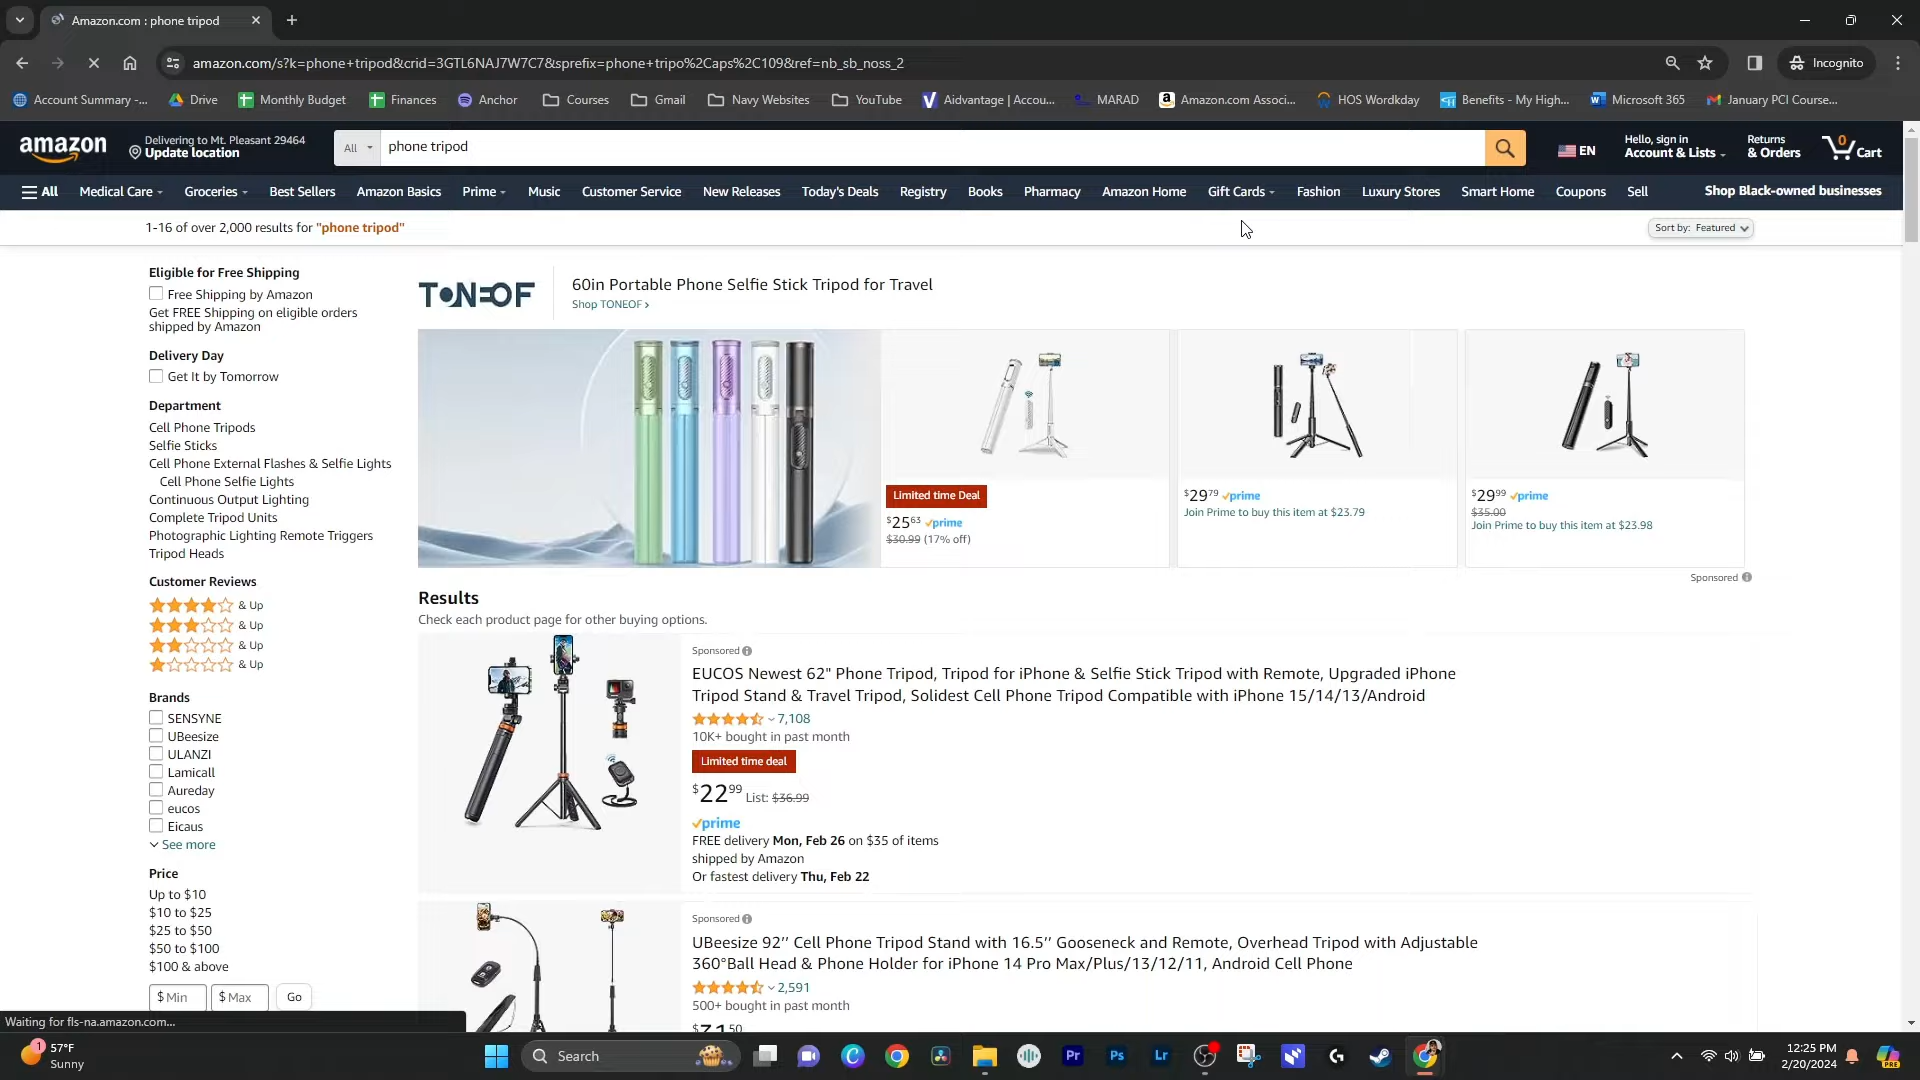 Amazon.com : phone tripod
amazon.com/s?k=phone+tripod&crid=3GTL6NAJ7W7C7&sprefix=phone+tripo%2Caps%2C109&ref=nb_sb_noss_2
Incognito
Account Summary -...
Drive
Monthly Budget
Finances
Anchor
Courses
Gmail
Navy Websites
YouTube
Aidvantage | Accou...
MARAD
Amazon.com Associ...
HOS Wordkday
Benefits - My High...
Microsoft 365
January PCI Course...
amazon
Delivering to Mt. Pleasant 29464
Update location
All
phone tripod
EN
Hello, sign in
Account & Lists
Returns
& Orders
0
Cart
All
Medical Care
Groceries
Best Sellers
Amazon Basics
Prime
Music
Customer Service
New Releases
Today's Deals
Registry
Books
Pharmacy
Amazon Home
Gift Cards
Fashion
Luxury Stores
Smart Home
Coupons
Sell
Shop Black-owned businesses
1-16 of over 2,000 results for "phone tripod"
Sort by: Featured
Eligible for Free Shipping
Free Shipping by Amazon
Get FREE Shipping on eligible orders
shipped by Amazon
Delivery Day
Get It by Tomorrow
Department
Cell Phone Tripods
Selfie Sticks
Cell Phone External Flashes & Selfie Lights
Cell Phone Selfie Lights
Continuous Output Lighting
Complete Tripod Units
Photographic Lighting Remote Triggers
Tripod Heads
Customer Reviews
& Up
& Up
& Up
& Up
Brands
SENSYNE
UBeesize
ULANZI
Lamicall
Aureday
eucos
Eicaus
See more
Price
Up to $10
$10 to $25
$25 to $50
$50 to $100
$100 & above
$ Min
$ Max
Go
TONEOF
60in Portable Phone Selfie Stick Tripod for Travel
Shop TONEOF ›
Limited time Deal
$25 63 prime
$30.99 (17% off)
$29 79 prime
Join Prime to buy this item at $23.79
$29 99 prime
$35.00
Join Prime to buy this item at $23.98
Sponsored
Results
Check each product page for other buying options.
Sponsored
EUCOS Newest 62" Phone Tripod, Tripod for iPhone & Selfie Stick Tripod with Remote, Upgraded iPhone
Tripod Stand & Travel Tripod, Solidest Cell Phone Tripod Compatible with iPhone 15/14/13/Android
7,108
10K+ bought in past month
Limited time deal
$22 99 List: $36.99
prime
FREE delivery Mon, Feb 26 on $35 of items
shipped by Amazon
Or fastest delivery Thu, Feb 22
Sponsored
UBeesize 92’’ Cell Phone Tripod Stand with 16.5’’ Gooseneck and Remote, Overhead Tripod with Adjustable
360°Ball Head & Phone Holder for iPhone 14 Pro Max/Plus/13/12/11, Android Cell Phone
2,591
500+ bought in past month
$31 50
Waiting for fls-na.amazon.com...
1
57°F
Sunny
Search
Pr
Ps
Lr
12:25 PM
2/20/2024
PRE